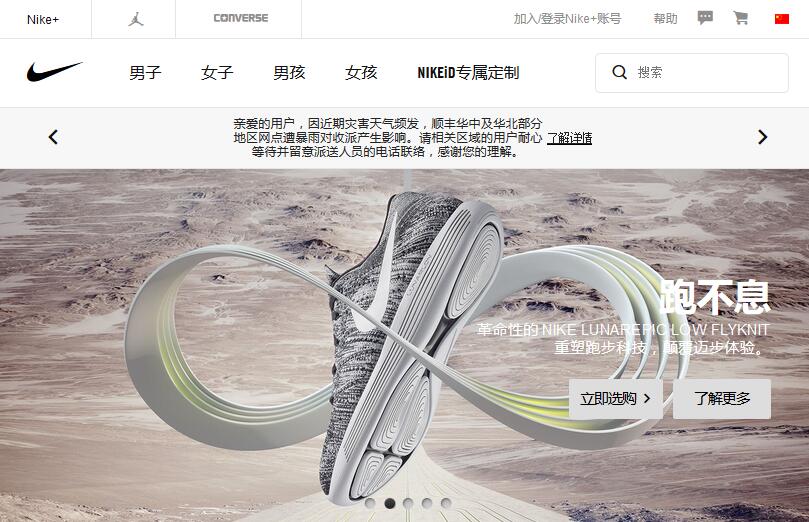 Nike+
CONVERSE
加入/登录Nike+账号
帮助
男子
女子
男孩
女孩
NIKEiD专属定制
搜索
亲爱的用户，因近期灾害天气频发，顺丰华中及华北部分
地区网点遭暴雨对收派产生影响。请相关区域的用户耐心 了解详情
等待并留意派送人员的电话联络，感谢您的理解。
跑不息
革命性的 NIKE LUNAREPIC LOW FLYKNIT
重塑跑步科技，颠覆迈步体验。
立即选购
了解更多